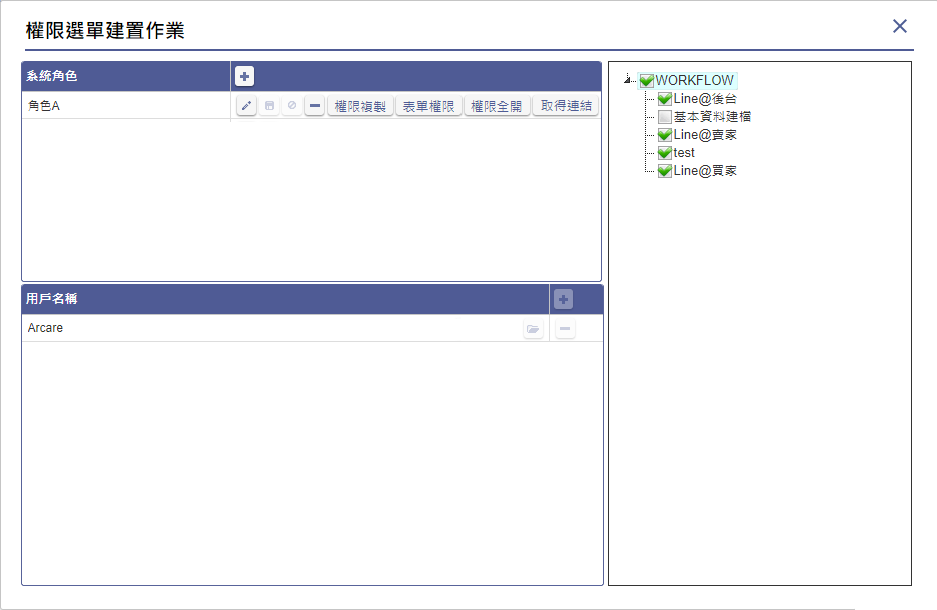 權限選單建置作業
系統角色
角色A 權限複製 表單權限 權限全開 取得連結
用戶名稱
Arcare
WORKFLOW
Line@後台
基本資料建檔
Line@賣家
test
Line@買家